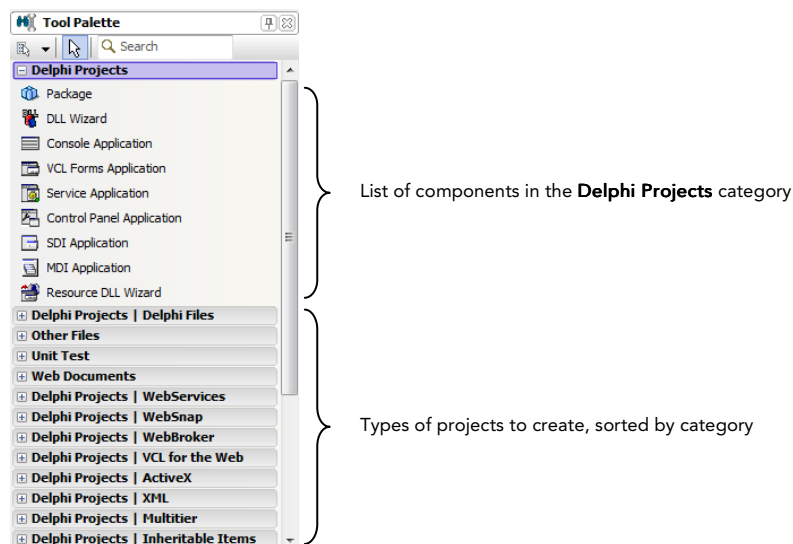 Tool Palette
Search
Delphi Projects
Package
DLL Wizard
Console Application
VCL Forms Application
Service Application
Control Panel Application
SDI Application
MDI Application
Resource DLL Wizard
List of components in the Delphi Projects category
Delphi Projects | Delphi Files
Other Files
Unit Test
Web Documents
Delphi Projects | WebServices
Delphi Projects | WebSnap
Delphi Projects | WebBroker
Delphi Projects | VCL for the Web
Delphi Projects | ActiveX
Delphi Projects | XML
Delphi Projects | Multitier
Delphi Projects | Inheritable Items
Types of projects to create, sorted by category